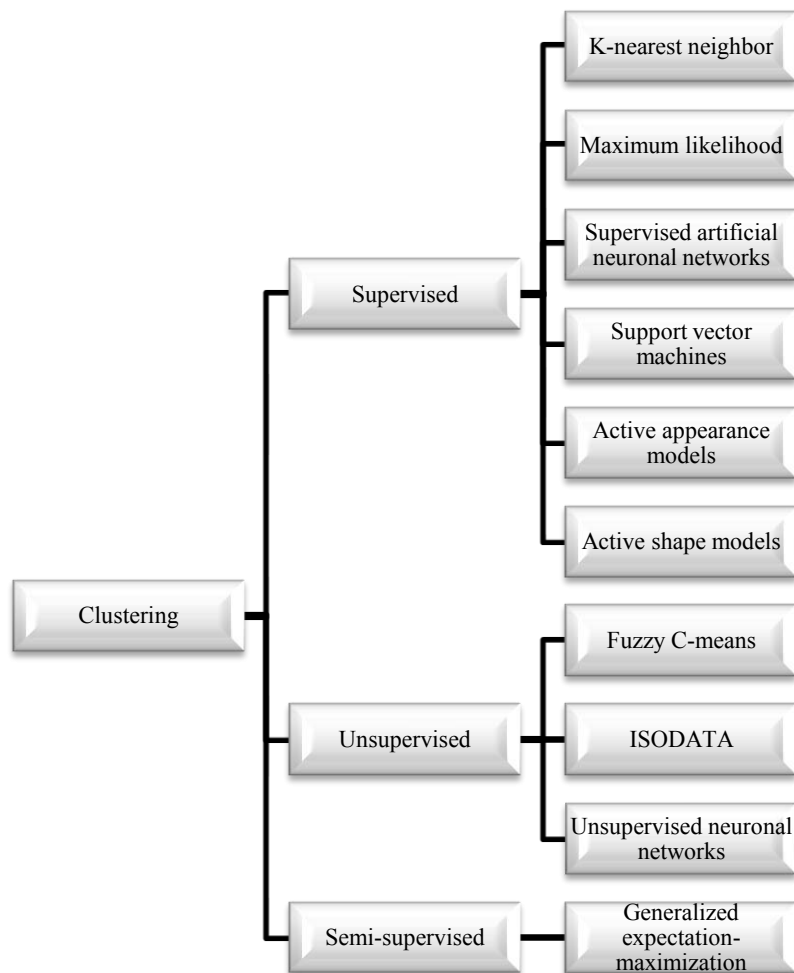 K-nearest neighbor
Maximum likelihood
Supervised artificial
neuronal networks
Supervised
Support vector
machines
Active appearance
models
Active shape models
Clustering
Fuzzy C-means
Unsupervised
ISODATA
Unsupervised neuronal
networks
Semi-supervised
Generalized
expectation-
maximization